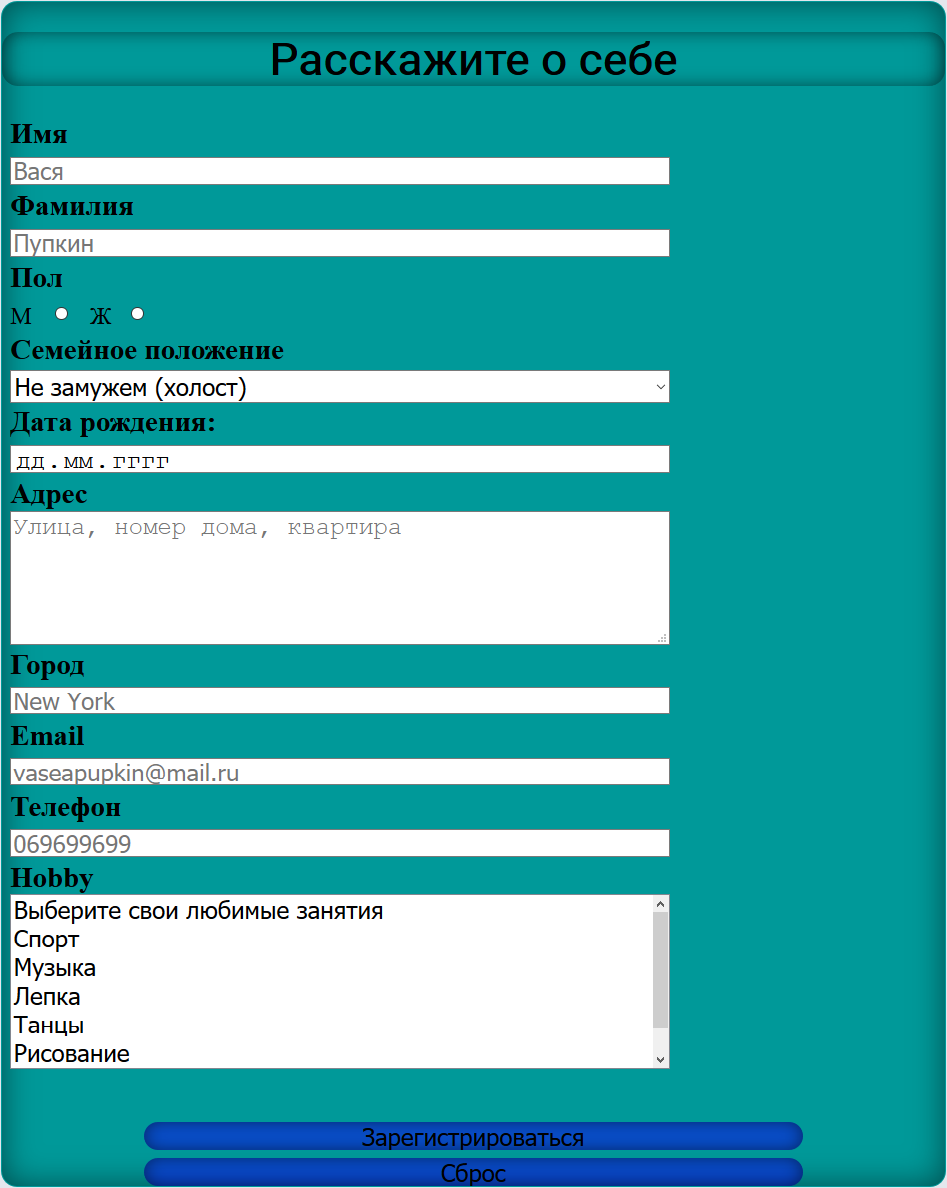 Расскажите о себе
Имя
Вася
Фамилия
Пупкин
Пол
М Ж
Семейное положение
Не замужем (холост)
Дата рождения:
дд.мм.гггг
Адрес
Улица, номер дома, квартира
Город
New York
Email
vaseapupkin@mail.ru
Телефон
069699699
Hobby
Выберите свои любимые занятия
Спорт
Музыка
Лепка
Танцы
Рисование
Зарегистрироваться
Сброс